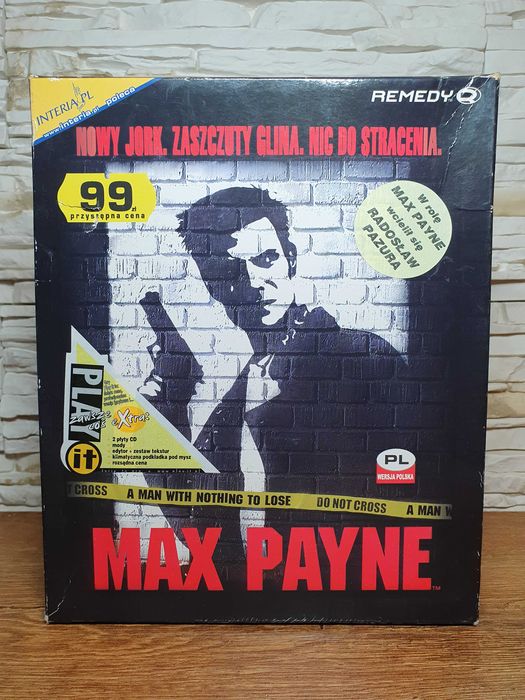 INTERIA.PL
www.interia.pl poleca
REMEDY
NOWY JORK. ZASZCZUTY GLINA. NIC DO STRACENIA.
99 zł
przystępna cena
w rolę
MAX PAYNE
wcielił się
RADOSŁAW
PAZURA
PLAY it
zawsze
coś eXtra!
2 płyty CD
mody
edytor + zestaw tekstur
klimatyczna podkładka pod mysz
rozsądna cena
PL
WERSJA POLSKA
T CROSS A MAN WITH NOTHING TO LOSE DO NOT CROSS A MAN W
MAX PAYNE TM